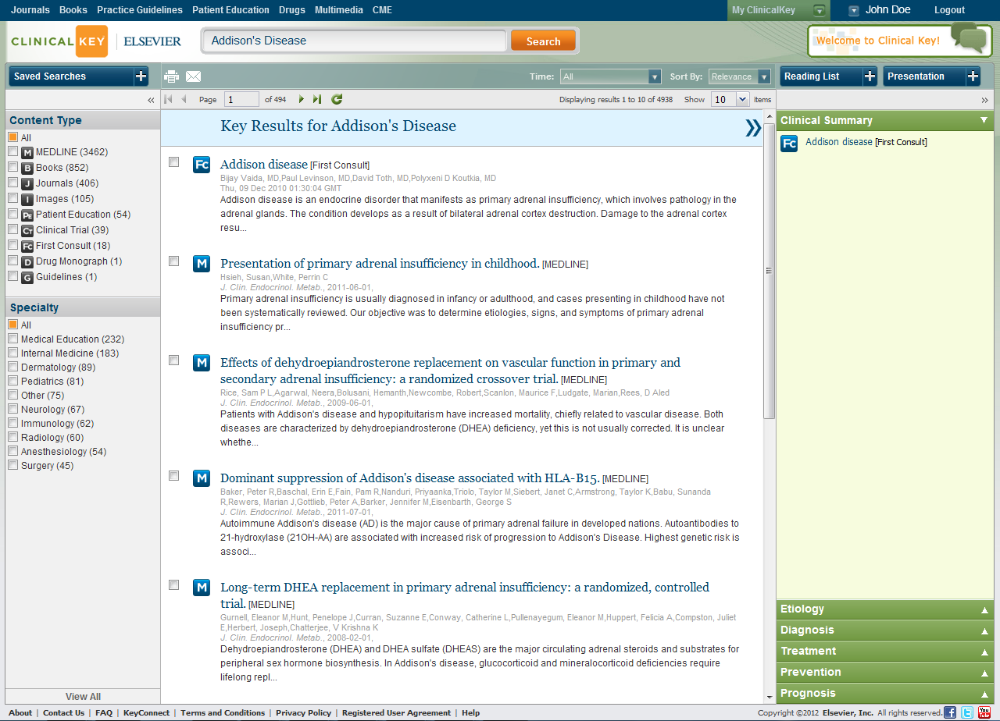 Journals Books Practice Guidelines Patient Education Drugs Multimedia CME My ClinicalKey John Doe Logout
CLINICAL KEY ELSEVIER Addison's Disease Search Welcome to Clinical Key!
Saved Searches + Time: All Sort By: Relevance Reading List + Presentation +
« Page 1 of 494 Displaying results 1 to 10 of 4938 Show 10 items »
Content Type
All
M MEDLINE (3462)
B Books (852)
J Journals (406)
I Images (105)
PE Patient Education (54)
CT Clinical Trial (39)
Fc First Consult (18)
D Drug Monograph (1)
G Guidelines (1)
Specialty
All
Medical Education (232)
Internal Medicine (183)
Dermatology (89)
Pediatrics (81)
Other (75)
Neurology (67)
Immunology (62)
Radiology (60)
Anesthesiology (54)
Surgery (45)
View All
Key Results for Addison's Disease »
Fc Addison disease [First Consult]
Bijay Vaida, MD,Paul Levinson, MD,David Toth, MD,Polyxeni D Koutkia, MD
Thu, 09 Dec 2010 01:30:04 GMT
Addison disease is an endocrine disorder that manifests as primary adrenal insufficiency, which involves pathology in the
adrenal glands. The condition develops as a result of bilateral adrenal cortex destruction. Damage to the adrenal cortex
resu...
M Presentation of primary adrenal insufficiency in childhood. [MEDLINE]
Hsieh, Susan,White, Perrin C
J. Clin. Endocrinol. Metab., 2011-06-01,
Primary adrenal insufficiency is usually diagnosed in infancy or adulthood, and cases presenting in childhood have not
been systematically reviewed. Our objective was to determine etiologies, signs, and symptoms of primary adrenal
insufficiency pr...
M Effects of dehydroepiandrosterone replacement on vascular function in primary and
secondary adrenal insufficiency: a randomized crossover trial. [MEDLINE]
Rice, Sam P L,Agarwal, Neera,Bolusani, Hemanth,Newcombe, Robert,Scanlon, Maurice F,Ludgate, Marian,Rees, D Aled
J. Clin. Endocrinol. Metab., 2009-06-01,
Patients with Addison's disease and hypopituitarism have increased mortality, chiefly related to vascular disease. Both
diseases are characterized by dehydroepiandrosterone (DHEA) deficiency, yet this is not usually corrected. It is unclear
whethe...
M Dominant suppression of Addison's disease associated with HLA-B15. [MEDLINE]
Baker, Peter R,Baschal, Erin E,Fain, Pam R,Nanduri, Priyaanka,Triolo, Taylor M,Siebert, Janet C,Armstrong, Taylor K,Babu, Sunanda
R,Rewers, Marian J,Gottlieb, Peter A,Barker, Jennifer M,Eisenbarth, George S
J. Clin. Endocrinol. Metab., 2011-07-01,
Autoimmune Addison's disease (AD) is the major cause of primary adrenal failure in developed nations. Autoantibodies to
21-hydroxylase (21OH-AA) are associated with increased risk of progression to Addison's Disease. Highest genetic risk is
associ...
M Long-term DHEA replacement in primary adrenal insufficiency: a randomized, controlled
trial. [MEDLINE]
Gurnell, Eleanor M,Hunt, Penelope J,Curran, Suzanne E,Conway, Catherine L,Pullenayegum, Eleanor M,Huppert, Felicia A,Compston, Juliet
E,Herbert, Joseph,Chatterjee, V Krishna K
J. Clin. Endocrinol. Metab., 2008-02-01,
Dehydroepiandrosterone (DHEA) and DHEA sulfate (DHEAS) are the major circulating adrenal steroids and substrates for
peripheral sex hormone biosynthesis. In Addison's disease, glucocorticoid and mineralocorticoid deficiencies require
lifelong repl...
Clinical Summary
Fc Addison disease [First Consult]
Etiology
Diagnosis
Treatment
Prevention
Prognosis
About | Contact Us | FAQ | KeyConnect | Terms and Conditions | Privacy Policy | Registered User Agreement | Help Copyright ©2012 Elsevier, Inc. All rights reserved. f t You Tube